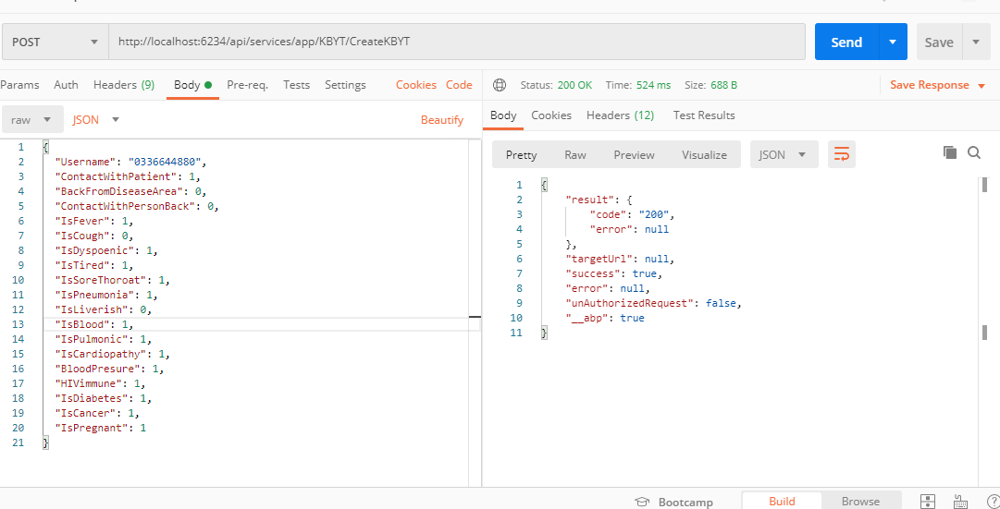 POST http://localhost:6234/api/services/app/KBYT/CreateKBYT Send Save
Params Auth Headers (9) Body Pre-req. Tests Settings Cookies Code
Status: 200 OK Time: 524 ms Size: 688 B Save Response
raw JSON Beautify
Body Cookies Headers (12) Test Results
Pretty Raw Preview Visualize JSON
1 {
2 "Username": "0336644880",
3 "ContactWithPatient": 1,
4 "BackFromDiseaseArea": 0,
5 "ContactWithPersonBack": 0,
6 "IsFever": 1,
7 "IsCough": 0,
8 "IsDyspoenic": 1,
9 "IsTired": 1,
10 "IsSoreThoroat": 1,
11 "IsPneumonia": 1,
12 "IsLiverish": 0,
13 "IsBlood": 1,
14 "IsPulmonic": 1,
15 "IsCardiopathy": 1,
16 "BloodPresure": 1,
17 "HIVimmune": 1,
18 "IsDiabetes": 1,
19 "IsCancer": 1,
20 "IsPregnant": 1
21 }
1 {
2 "result": {
3 "code": "200",
4 "error": null
5 },
6 "targetUrl": null,
7 "success": true,
8 "error": null,
9 "unAuthorizedRequest": false,
10 "__abp": true
11 }
Bootcamp Build Browse